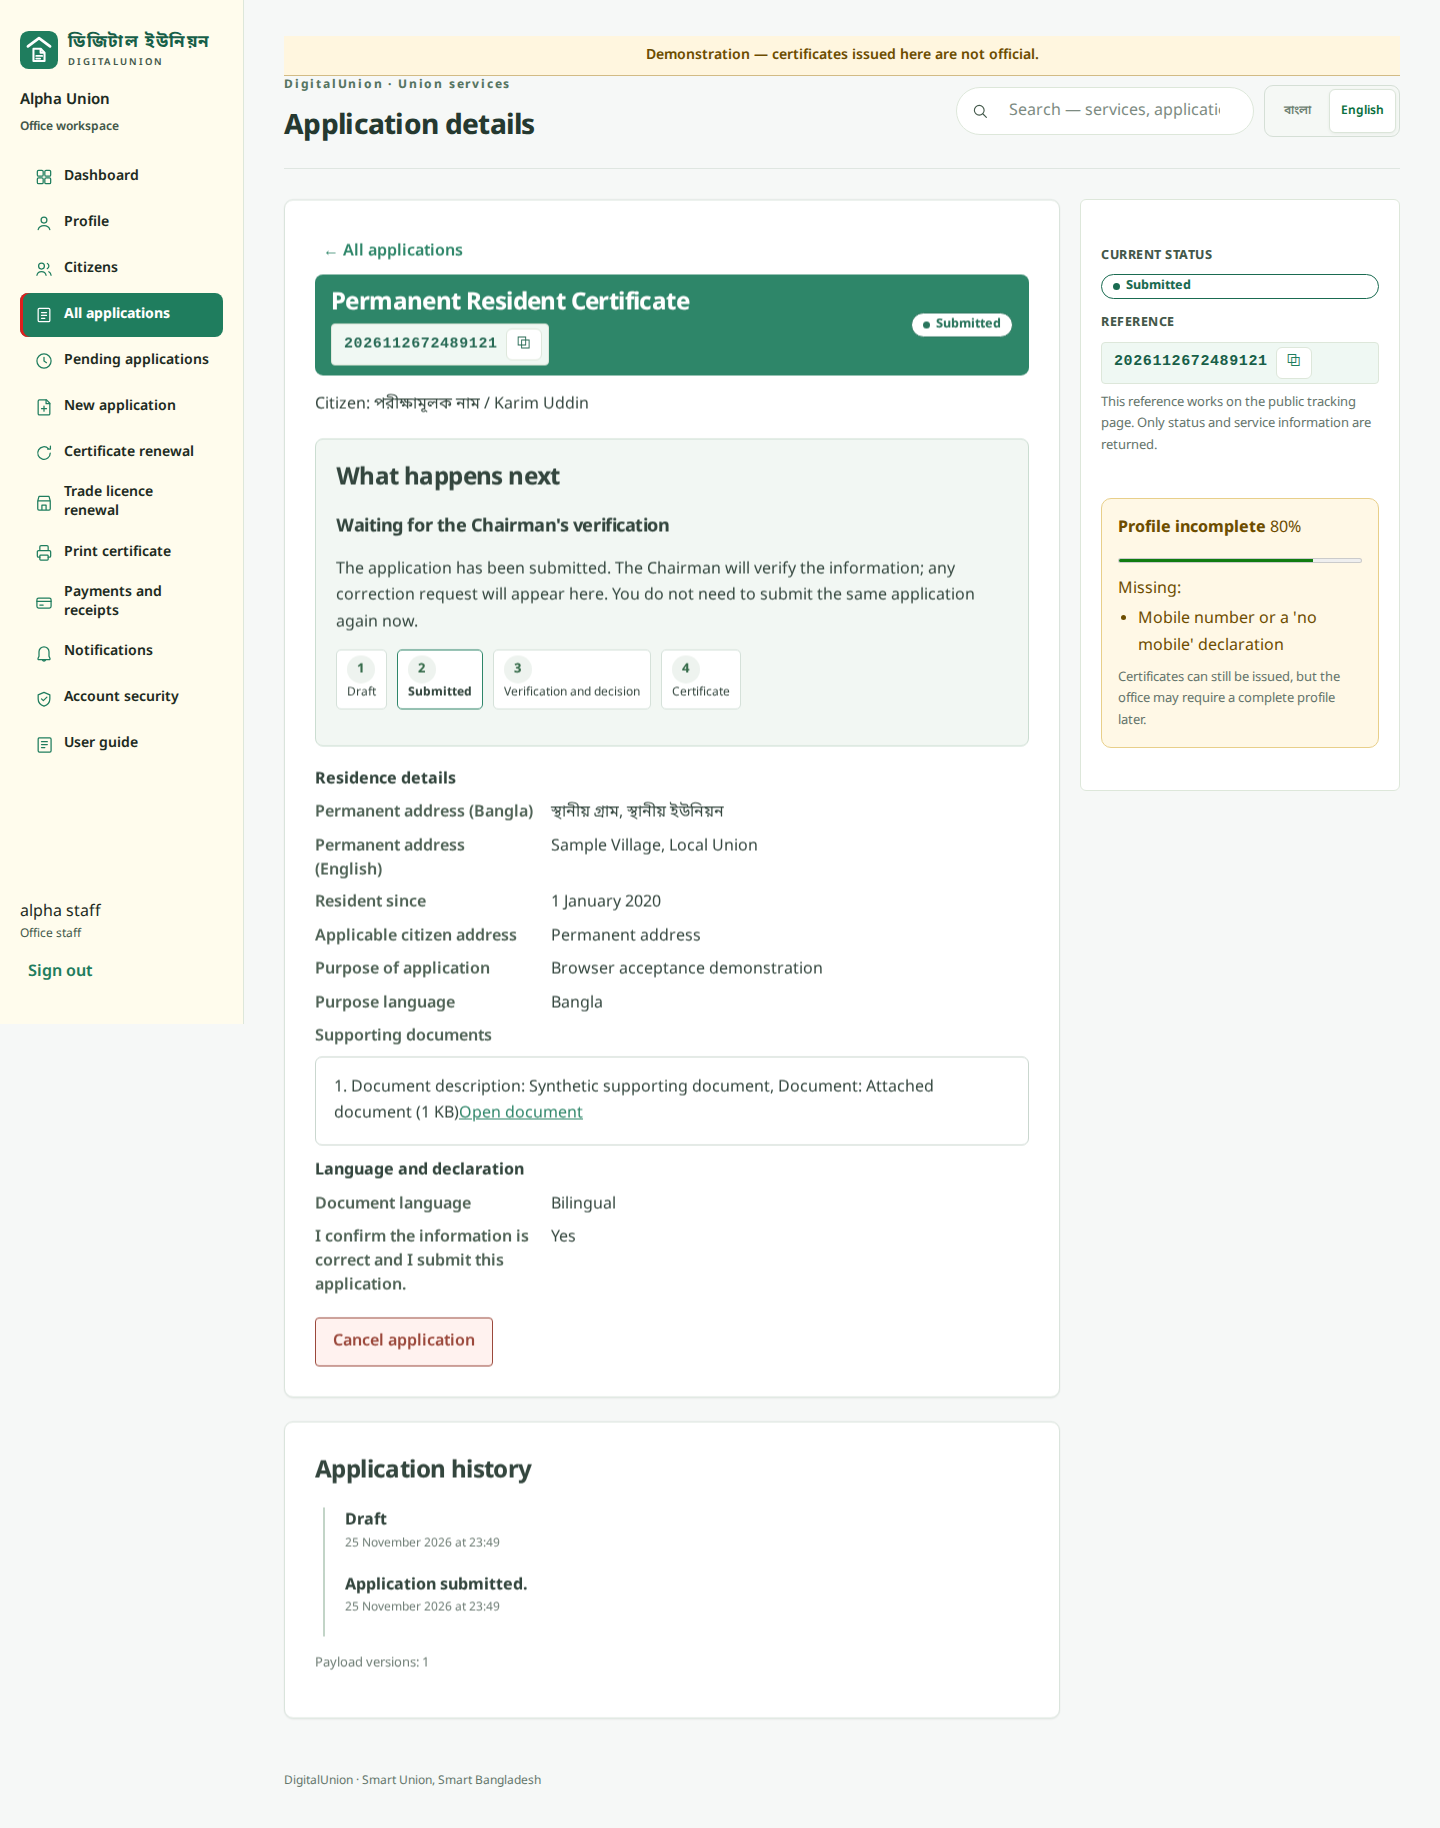 ডিজিটাল ইউনিয়ন
DIGITALUNION
Alpha Union
Office workspace
Dashboard
Profile
Citizens
All applications
Pending applications
New application
Certificate renewal
Trade licence
renewal
Print certificate
Payments and
receipts
Notifications
Account security
User guide
alpha staff
Office staff
Sign out
Demonstration — certificates issued here are not official.
DigitalUnion · Union services
Application details
Search — services, applicati
বাংলা
English
← All applications
Permanent Resident Certificate
2026112672489121
Submitted
Citizen: পরীক্ষামূলক নাম / Karim Uddin
What happens next
Waiting for the Chairman's verification
The application has been submitted. The Chairman will verify the information; any
correction request will appear here. You do not need to submit the same application
again now.
1
Draft
2
Submitted
3
Verification and decision
4
Certificate
Residence details
Permanent address (Bangla) স্থানীয় গ্রাম, স্থানীয় ইউনিয়ন
Permanent address
(English)
Sample Village, Local Union
Resident since 1 January 2020
Applicable citizen address Permanent address
Purpose of application Browser acceptance demonstration
Purpose language Bangla
Supporting documents
1. Document description: Synthetic supporting document, Document: Attached
document (1 KB)Open document
Language and declaration
Document language Bilingual
I confirm the information is
correct and I submit this
application.
Yes
Cancel application
Application history
Draft
25 November 2026 at 23:49
Application submitted.
25 November 2026 at 23:49
Payload versions: 1
CURRENT STATUS
Submitted
REFERENCE
2026112672489121
This reference works on the public tracking
page. Only status and service information are
returned.
Profile incomplete 80%
Missing:
• Mobile number or a 'no
mobile' declaration
Certificates can still be issued, but the
office may require a complete profile
later.
DigitalUnion · Smart Union, Smart Bangladesh